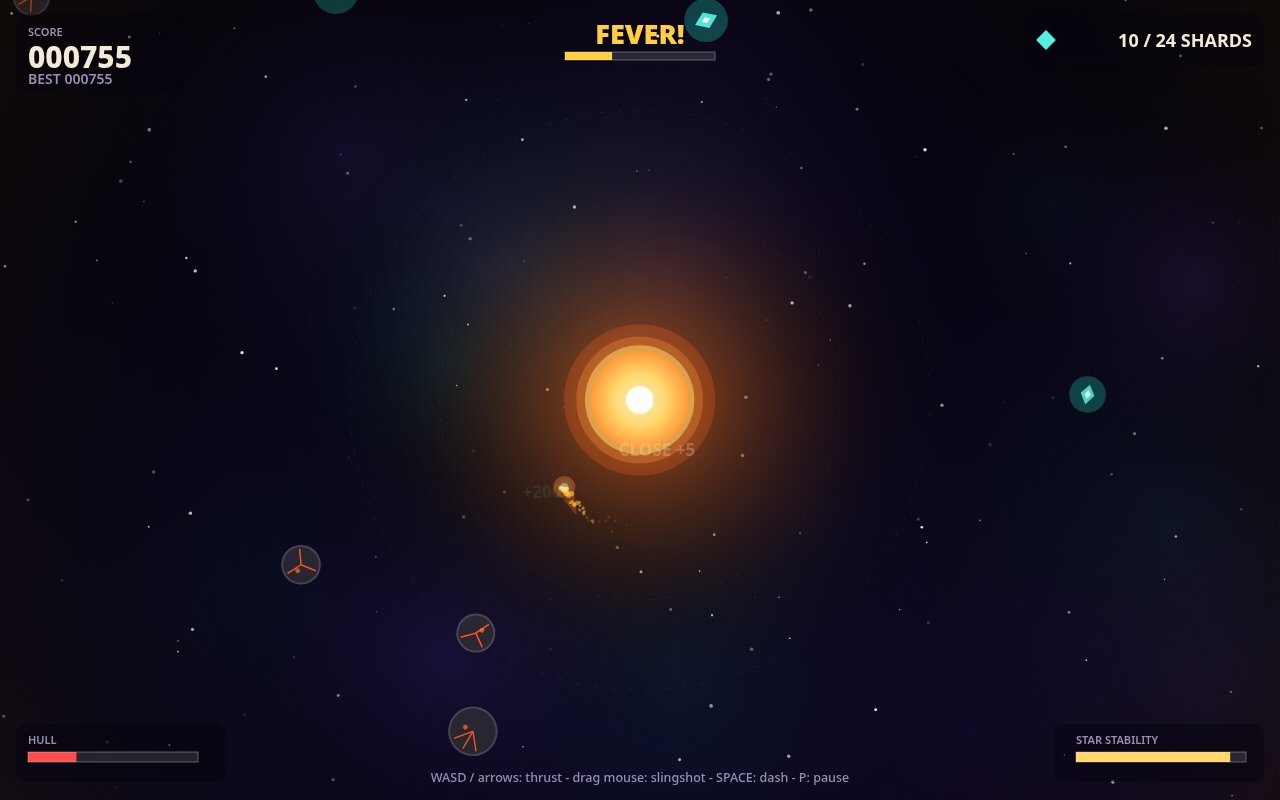 SCORE
000755
BEST 000755
FEVER!
10 / 24 SHARDS
CLOSE +5
+20
HULL
STAR STABILITY
WASD / arrows: thrust - drag mouse: slingshot - SPACE: dash - P: pause